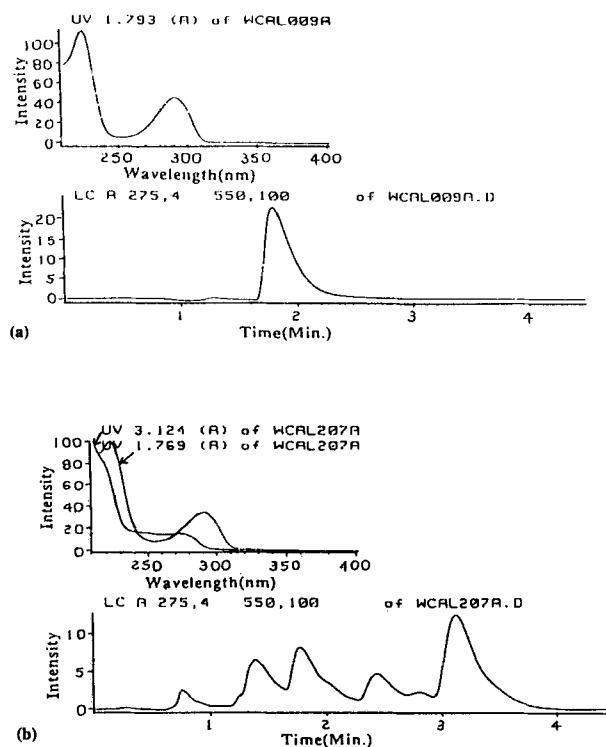 UV 1.793 (A) of WCAL009A
Intensity
100
80
60
40
20
0
250 300 350 400
Wavelength(nm)
LC A 275,4 550,100 of WCAL009A.D
Intensity
20
15
10
5
0
1 2 3 4
Time(Min.)
(a)
UV 3.124 (A) of WCAL207A
UV 1.769 (A) of WCAL207A
Intensity
100
80
60
40
20
0
250 300 350 400
Wavelength(nm)
LC A 275,4 550,100 of WCAL207A.D
Intensity
10
5
0
1 2 3 4
Time(Min.)
(b)